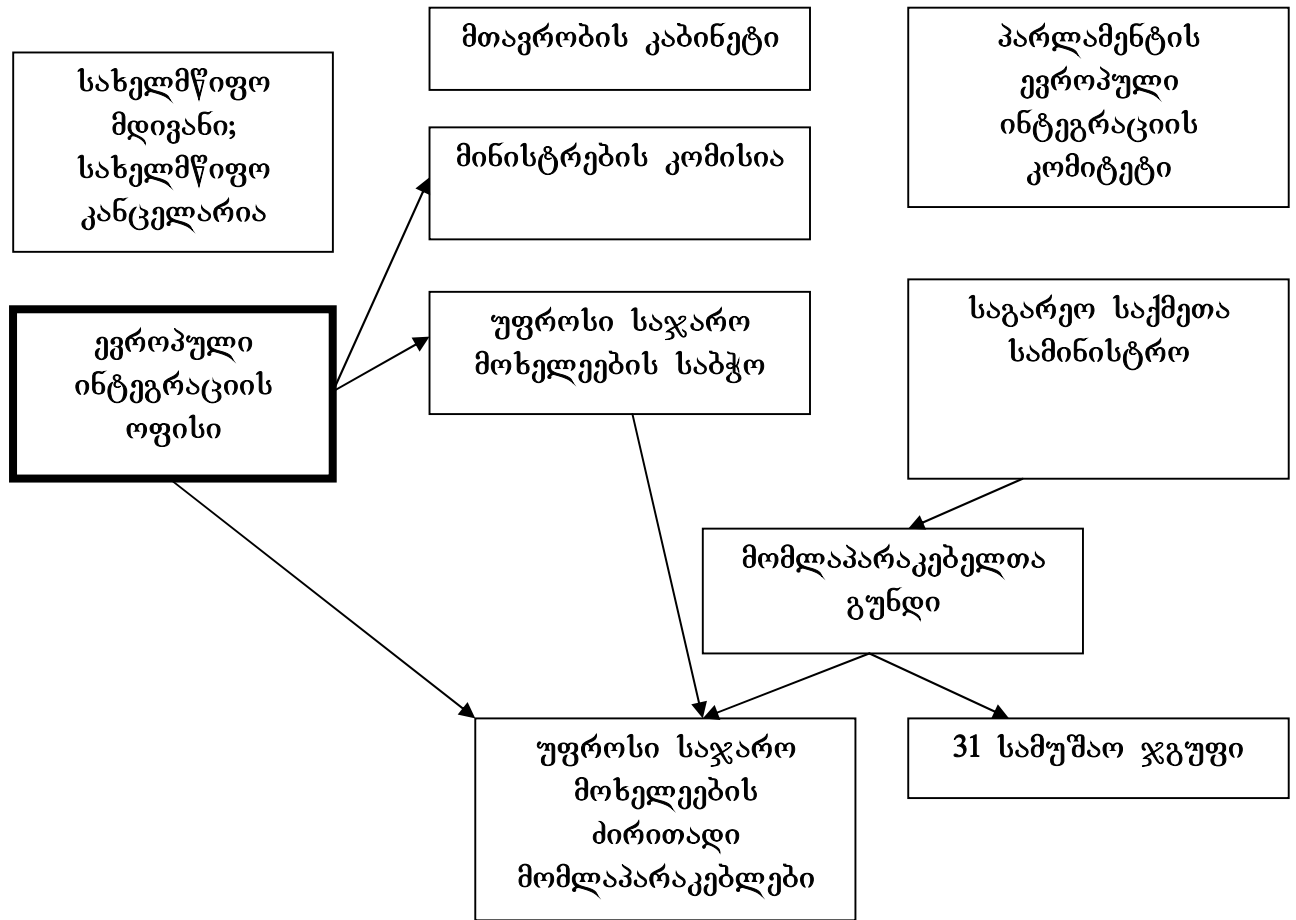 მთავრობის კაბინეტი
პარლამენტის
ევროპული
ინტეგრაციის
კომიტეტი
სახელმწიფო
მდივანი;
სახელმწიფო
კანცელარია
მინისტრების კომისია
ევროპული
ინტეგრაციის
ოფისი
უფროსი საჯარო
მოხელეების საბჭო
საგარეო საქმეთა
სამინისტრო
მომლაპარაკებელთა
გუნდი
უფროსი საჯარო
მოხელეების
ძირითადი
მომლაპარაკებლები
31 სამუშაო ჯგუფი